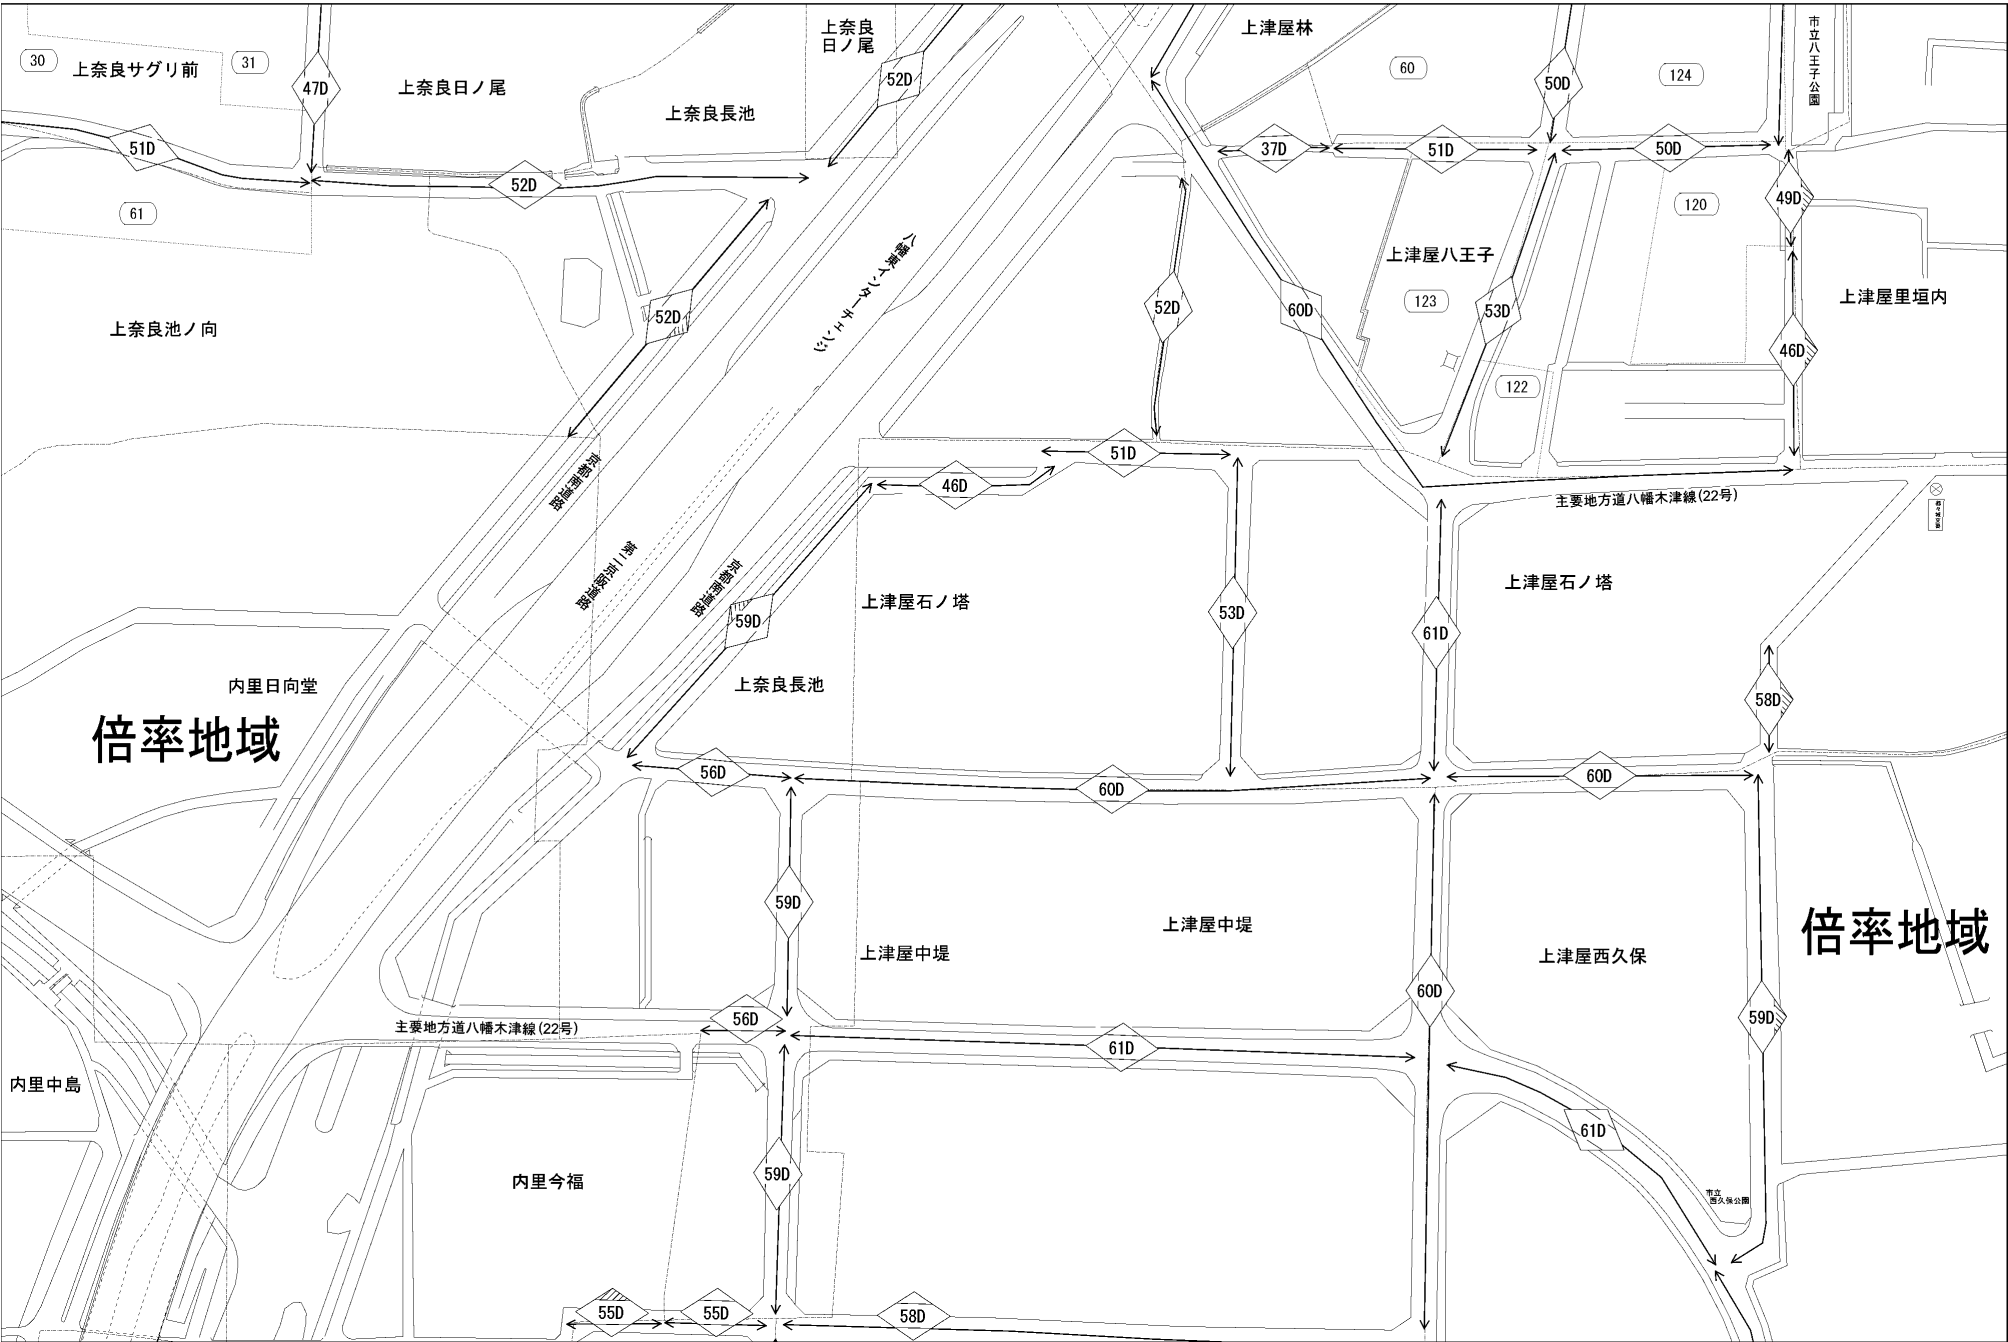 30
上奈良サグリ前
31
47D
上奈良日ノ尾
上奈良
日ノ尾
52D
上奈良長池
上津屋林
60
50D
124
市立八王子公園
51D
52D
61
37D
51D
50D
49D
120
上津屋八王子
123
53D
上津屋里垣内
八幡東インターチェンジ
52D
60D
52D
上奈良池ノ向
46D
122
京都南道路
51D
46D
主要地方道八幡木津線(22号)
第二京阪道路
京都南道路
59D
上津屋石ノ塔
53D
61D
上津屋石ノ塔
上奈良長池
内里日向堂
倍率地域
58D
56D
60D
60D
59D
上津屋中堤
上津屋中堤
上津屋西久保
倍率地域
60D
59D
56D
主要地方道八幡木津線(22号)
61D
内里中島
61D
59D
内里今福
市立
西久保公園
55D
55D
58D